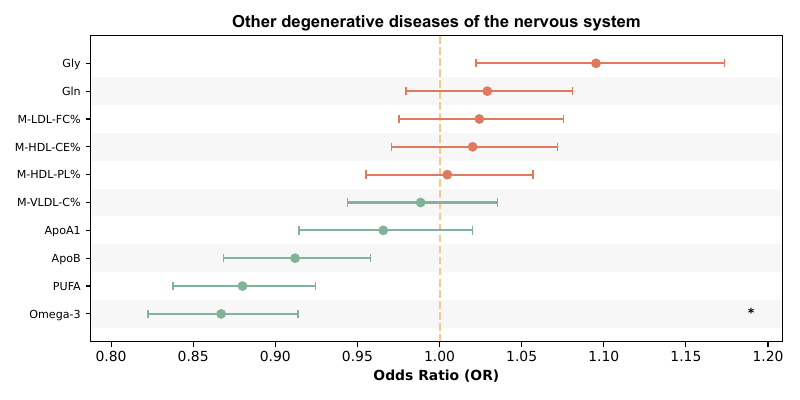 Other degenerative diseases of the nervous system
Gly
Gln
M-LDL-FC%
M-HDL-CE%
M-HDL-PL%
M-VLDL-C%
ApoA1
ApoB
PUFA
Omega-3 *
0.80 0.85 0.90 0.95 1.00 1.05 1.10 1.15 1.20
Odds Ratio (OR)